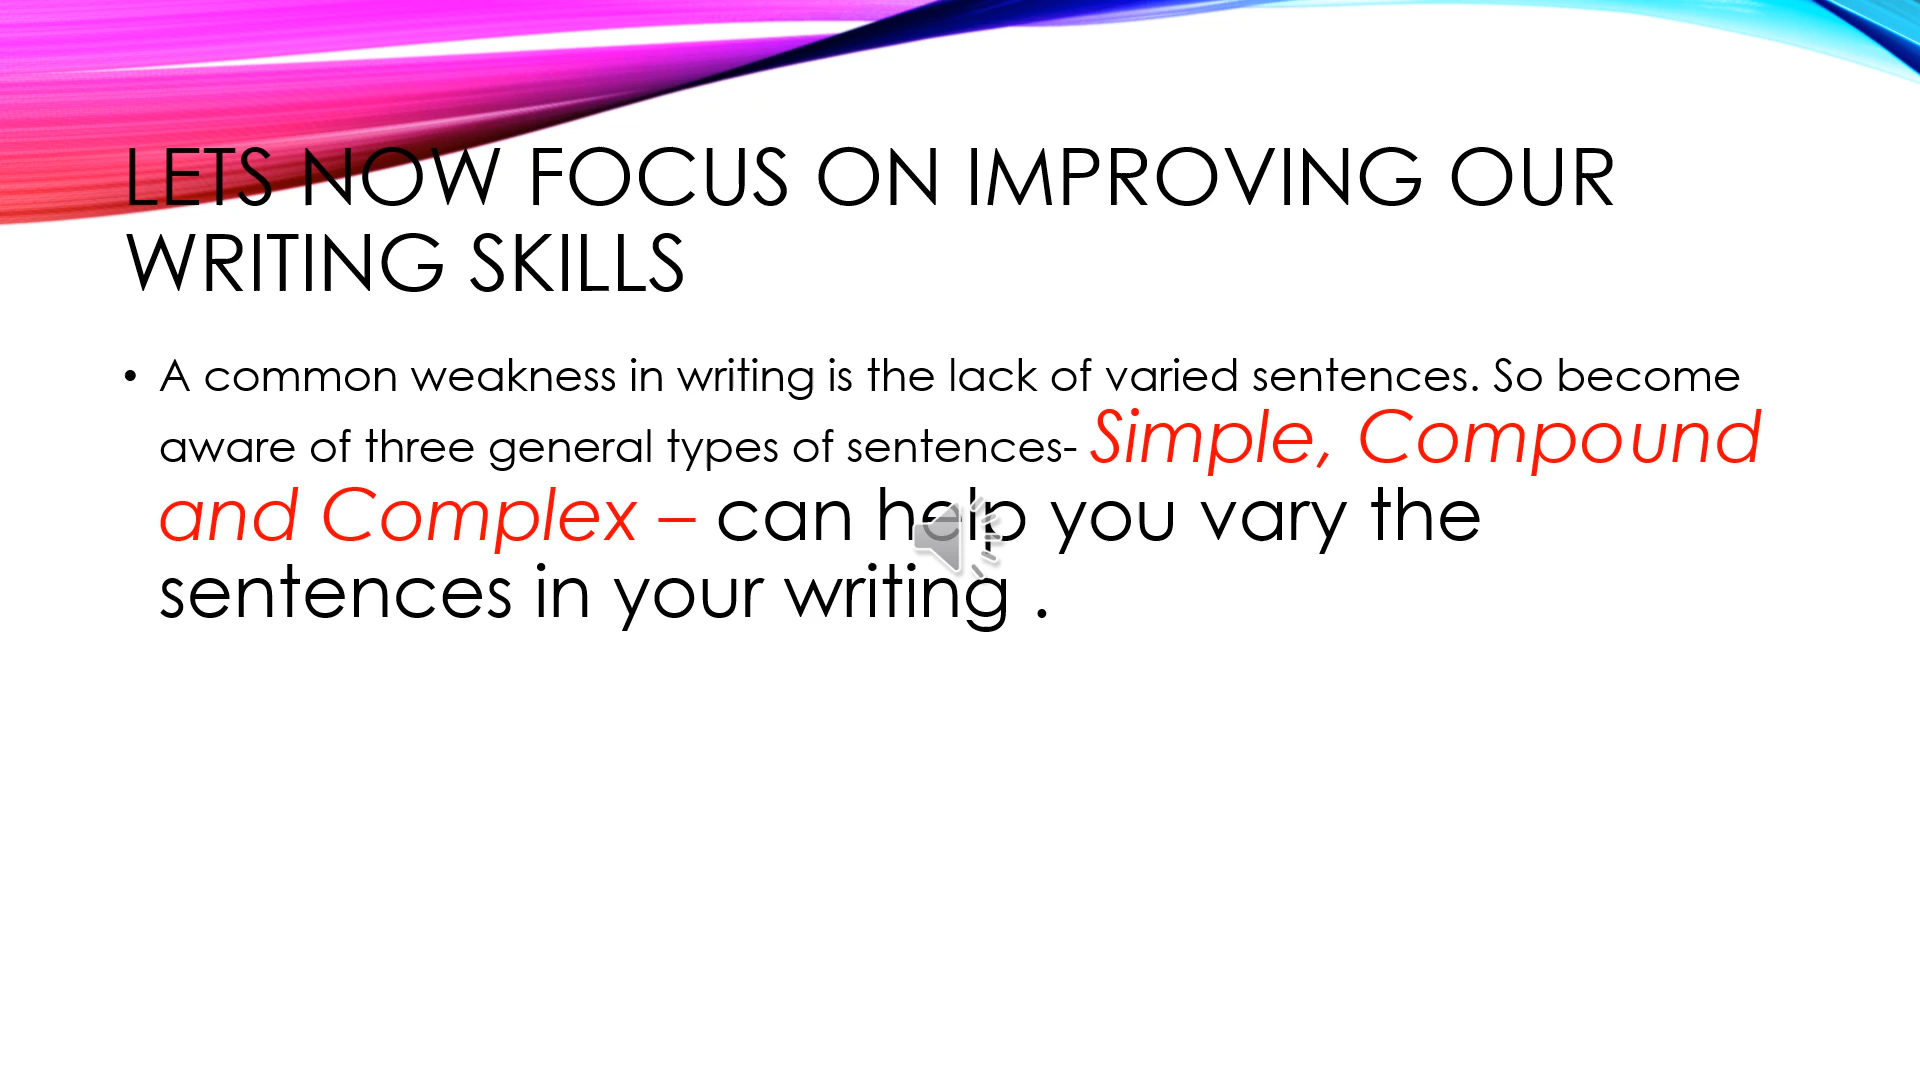 LETS NOW FOCUS ON IMPROVING OUR
WRITING SKILLS
• A common weakness in writing is the lack of varied sentences. So become
aware of three general types of sentences- Simple, Compound
and Complex – can help you vary the
sentences in your writing .